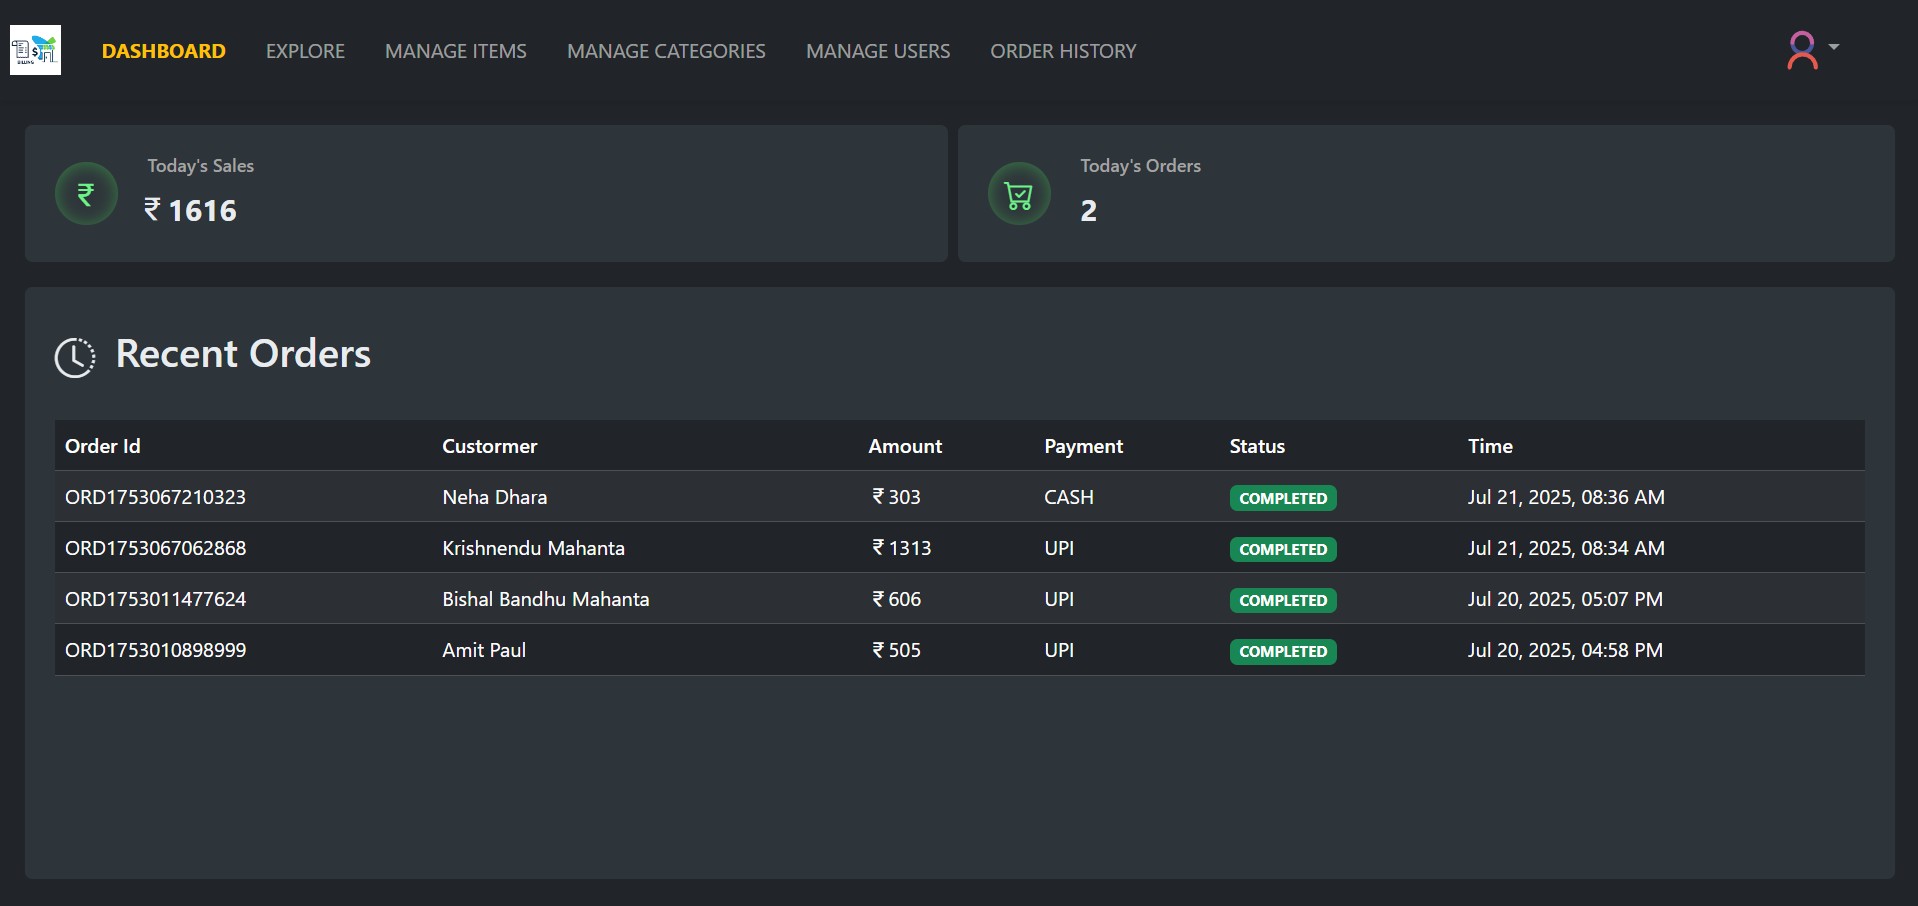 BILLING
DASHBOARD EXPLORE MANAGE ITEMS MANAGE CATEGORIES MANAGE USERS ORDER HISTORY
Today's Sales
₹ 1616
Today's Orders
2
Recent Orders
Order Id Custormer Amount Payment Status Time
ORD1753067210323 Neha Dhara ₹ 303 CASH COMPLETED Jul 21, 2025, 08:36 AM
ORD1753067062868 Krishnendu Mahanta ₹ 1313 UPI COMPLETED Jul 21, 2025, 08:34 AM
ORD1753011477624 Bishal Bandhu Mahanta ₹ 606 UPI COMPLETED Jul 20, 2025, 05:07 PM
ORD1753010898999 Amit Paul ₹ 505 UPI COMPLETED Jul 20, 2025, 04:58 PM